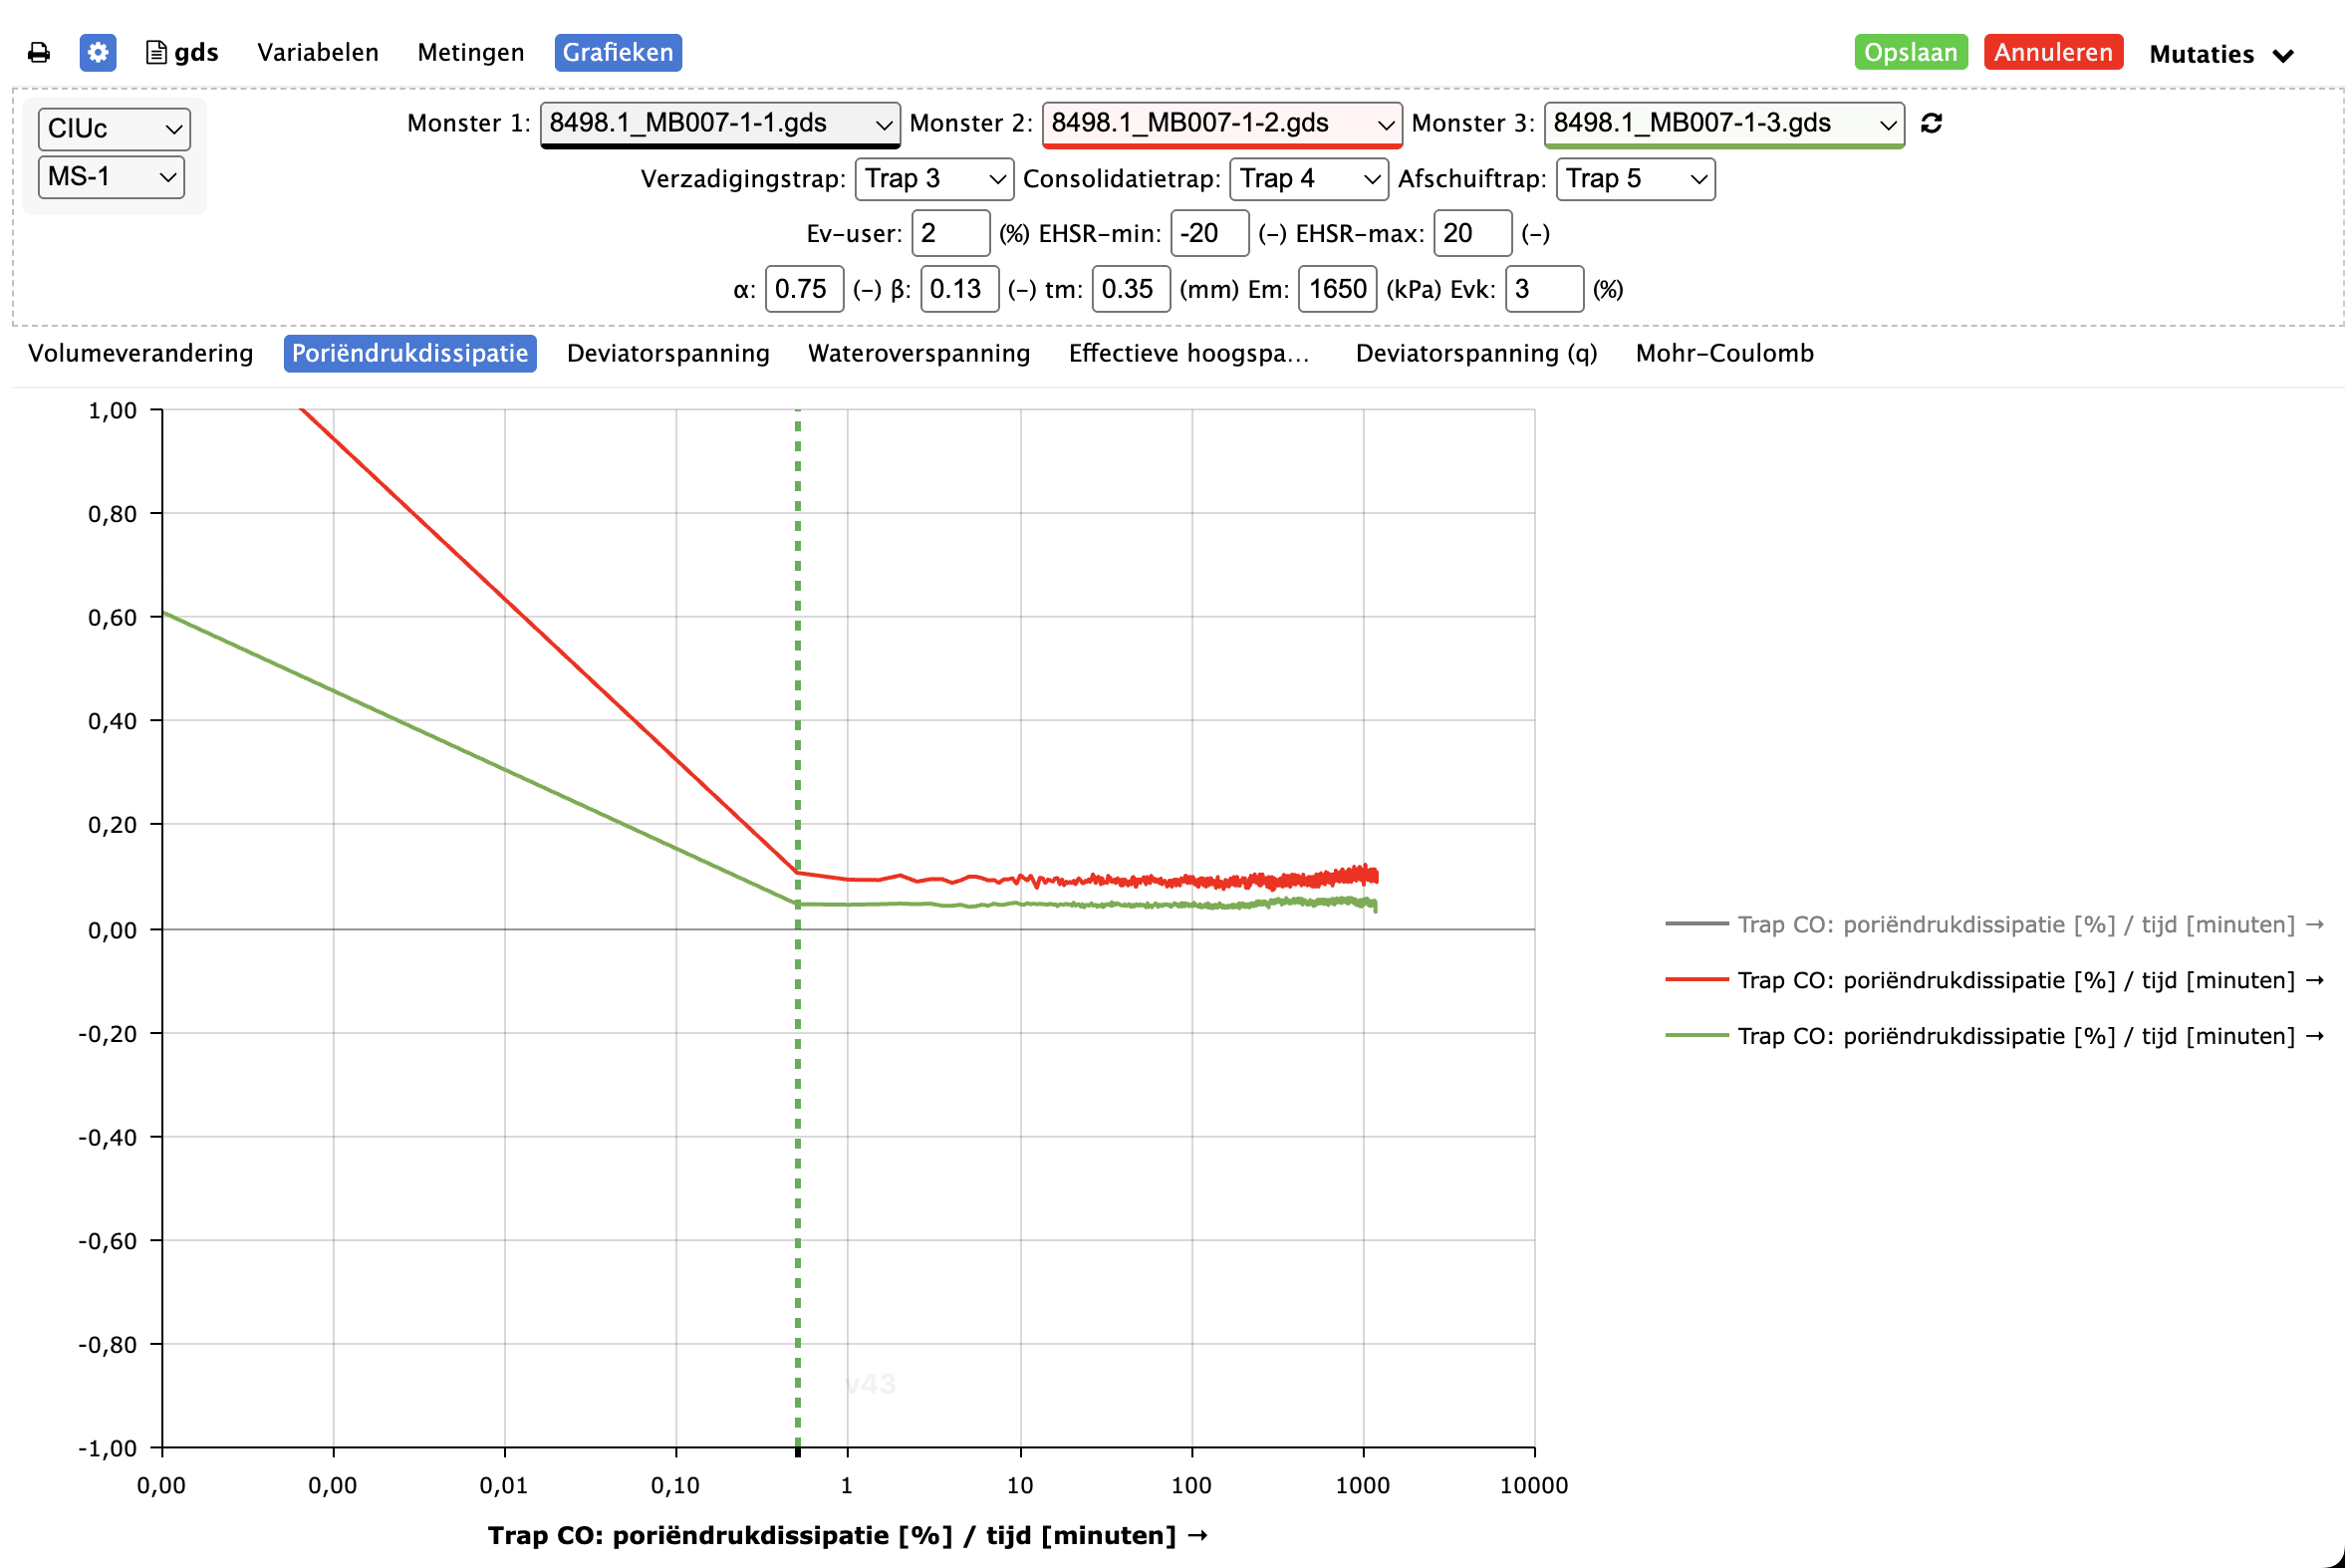 gds Variabelen Metingen Grafieken Opslaan Annuleren Mutaties
CIUc Monster 1: 8498.1_MB007-1-1.gds Monster 2: 8498.1_MB007-1-2.gds Monster 3: 8498.1_MB007-1-3.gds
MS-1 Verzadigingstrap: Trap 3 Consolidatietrap: Trap 4 Afschuiftrap: Trap 5
Ev-user: 2 (%) EHSR-min: -20 (-) EHSR-max: 20 (-)
α: 0.75 (-) β: 0.13 (-) tm: 0.35 (mm) Em: 1650 (kPa) Evk: 3 (%)
Volumeverandering Poriëndrukdissipatie Deviatorspanning Wateroverspanning Effectieve hoogspa... Deviatorspanning (q) Mohr-Coulomb
1,00
0,80
0,60
0,40
0,20
0,00
-0,20
-0,40
-0,60
-0,80
-1,00
Trap CO: poriëndrukdissipatie [%] / tijd [minuten] →
Trap CO: poriëndrukdissipatie [%] / tijd [minuten] →
Trap CO: poriëndrukdissipatie [%] / tijd [minuten] →
v43
0,00 0,00 0,01 0,10 1 10 100 1000 10000
Trap CO: poriëndrukdissipatie [%] / tijd [minuten] →